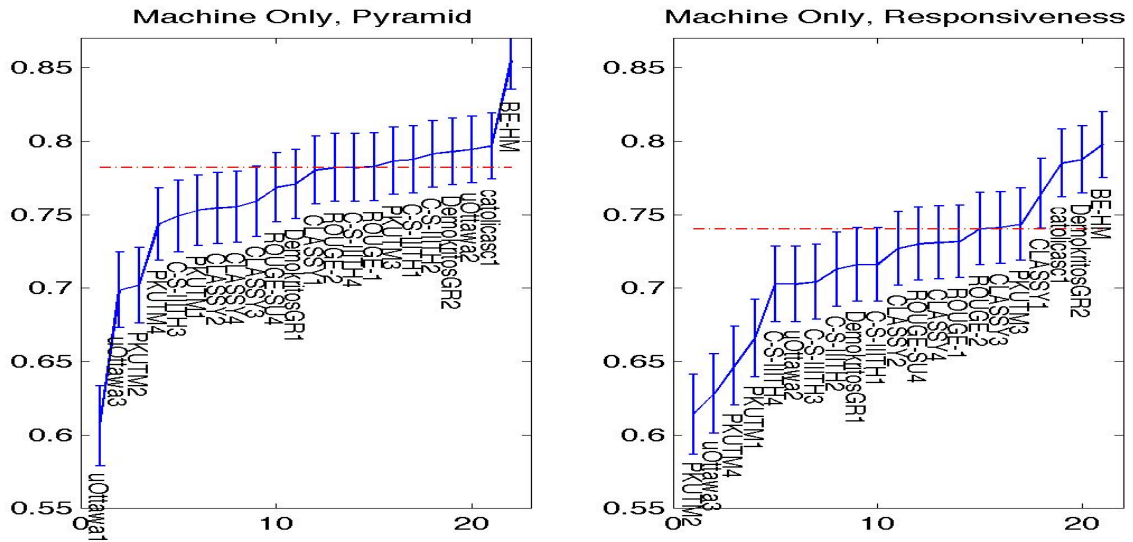 Machine Only, Pyramid
0.85
0.8
0.75
0.7
0.65
0.6
0.55
uOttawa1
uOttawa3
PKUTM2
PKUTM4
C-S-IIITH3
PKUTM1
CLASSY2
CLASSY4
CLASSY3
ROUGE-SU4
DemokritosGR1
CLASSY1
ROUGE-2
C-S-IIITH4
ROUGE-1
PKUTM3
C-S-IIITH1
C-S-IIITH2
DemokritosGR2
uOttawa2
catolicasc1
BE-HM
0
10
20
Machine Only, Responsiveness
0.85
0.8
0.75
0.7
0.65
0.6
0.55
PKUTM2
uOttawa3
PKUTM4
PKUTM1
C-S-IIITH4
uOttawa2
C-S-IIITH3
C-S-IIITH2
DemokritosGR1
C-S-IIITH1
CLASSY2
ROUGE-SU4
CLASSY4
ROUGE-1
ROUGE-2
CLASSY3
PKUTM3
CLASSY1
catolicasc1
DemokritosGR2
BE-HM
0
10
20